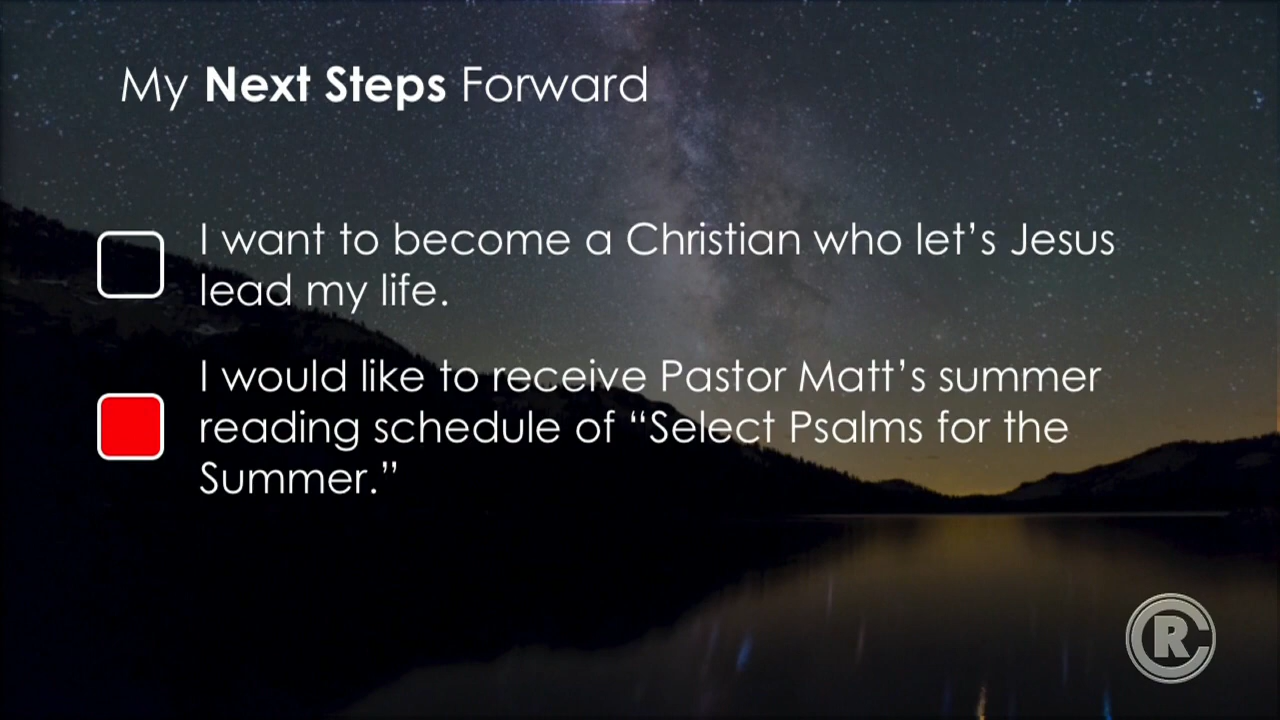 My Next Steps Forward
I want to become a Christian who let’s Jesus
lead my life.
I would like to receive Pastor Matt’s summer
reading schedule of “Select Psalms for the
Summer.”
RC